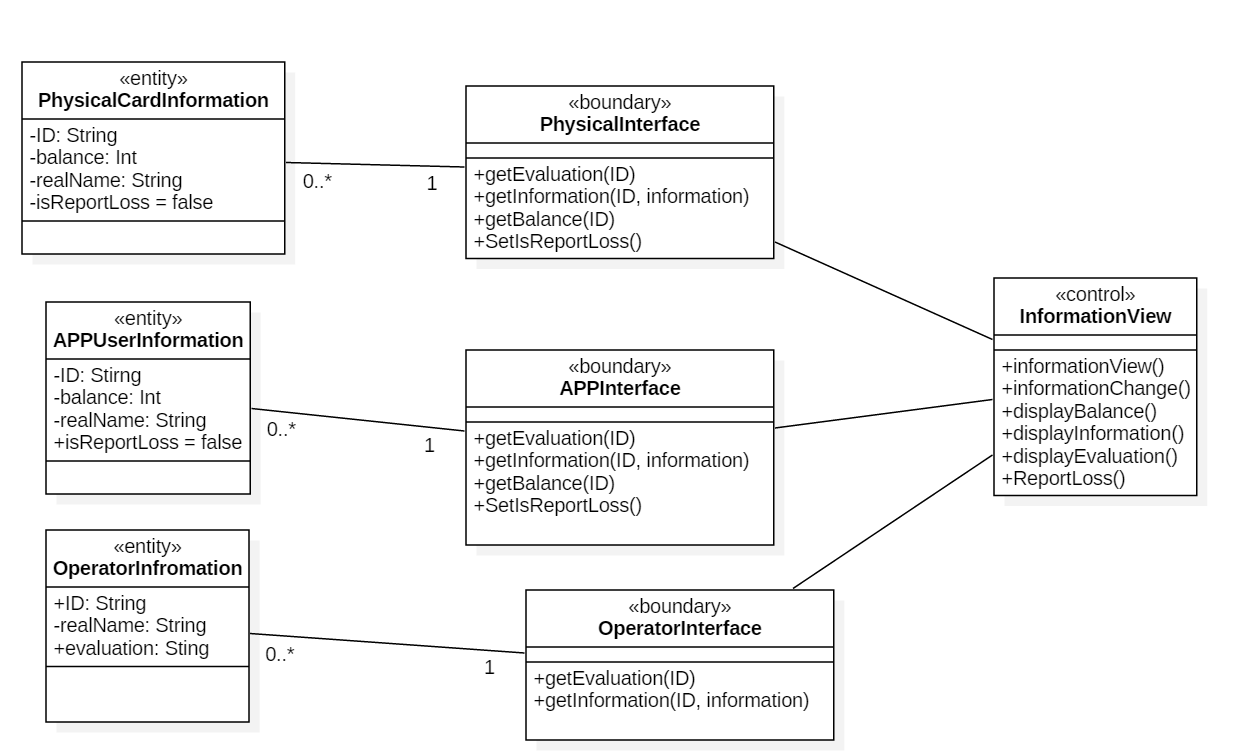 «entity»
PhysicalCardInformation
-ID: String
-balance: Int
-realName: String
-isReportLoss = false
0..*
1
«boundary»
PhysicalInterface
+getEvaluation(ID)
+getInformation(ID, information)
+getBalance(ID)
+SetIsReportLoss()
«entity»
APPUserInformation
-ID: Stirng
-balance: Int
-realName: String
+isReportLoss = false
0..*
1
«boundary»
APPInterface
+getEvaluation(ID)
+getInformation(ID, information)
+getBalance(ID)
+SetIsReportLoss()
«control»
InformationView
+informationView()
+informationChange()
+displayBalance()
+displayInformation()
+displayEvaluation()
+ReportLoss()
«entity»
OperatorInfromation
+ID: String
-realName: String
+evaluation: Sting
0..*
1
«boundary»
OperatorInterface
+getEvaluation(ID)
+getInformation(ID, information)